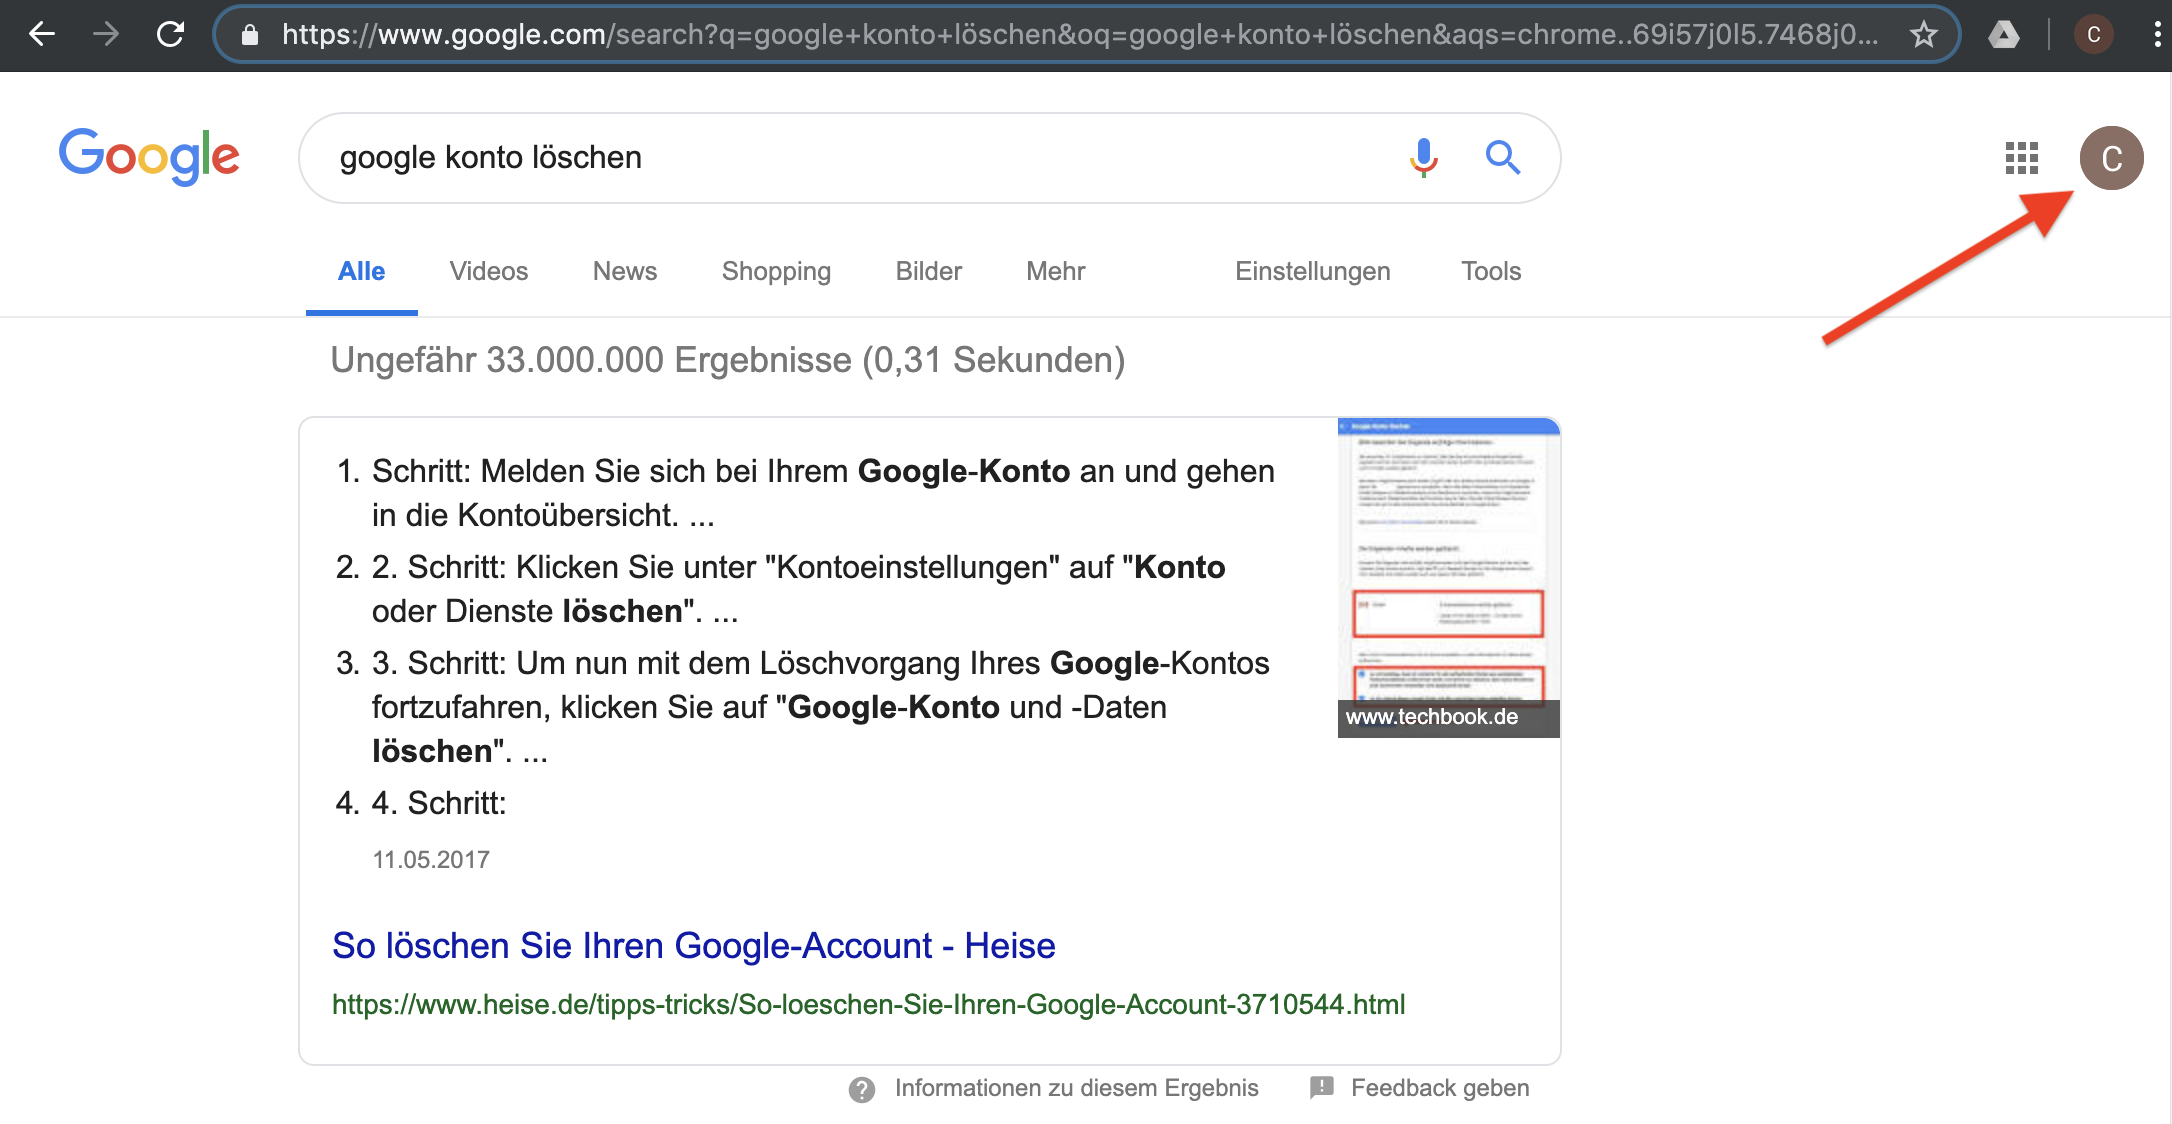 https://www.google.com/search?q=google+konto+löschen&oq=google+konto+löschen&aqs=chrome..69i57j0l5.7468j0...
C
Google
google konto löschen
C
Alle Videos News Shopping Bilder Mehr Einstellungen Tools
Ungefähr 33.000.000 Ergebnisse (0,31 Sekunden)
1. Schritt: Melden Sie sich bei Ihrem Google-Konto an und gehen
in die Kontoübersicht. ...
2. 2. Schritt: Klicken Sie unter "Kontoeinstellungen" auf "Konto
oder Dienste löschen". ...
3. 3. Schritt: Um nun mit dem Löschvorgang Ihres Google-Kontos
fortzufahren, klicken Sie auf "Google-Konto und -Daten
löschen". ...
4. 4. Schritt:
11.05.2017
www.techbook.de
So löschen Sie Ihren Google-Account - Heise
https://www.heise.de/tipps-tricks/So-loeschen-Sie-Ihren-Google-Account-3710544.html
Informationen zu diesem Ergebnis Feedback geben